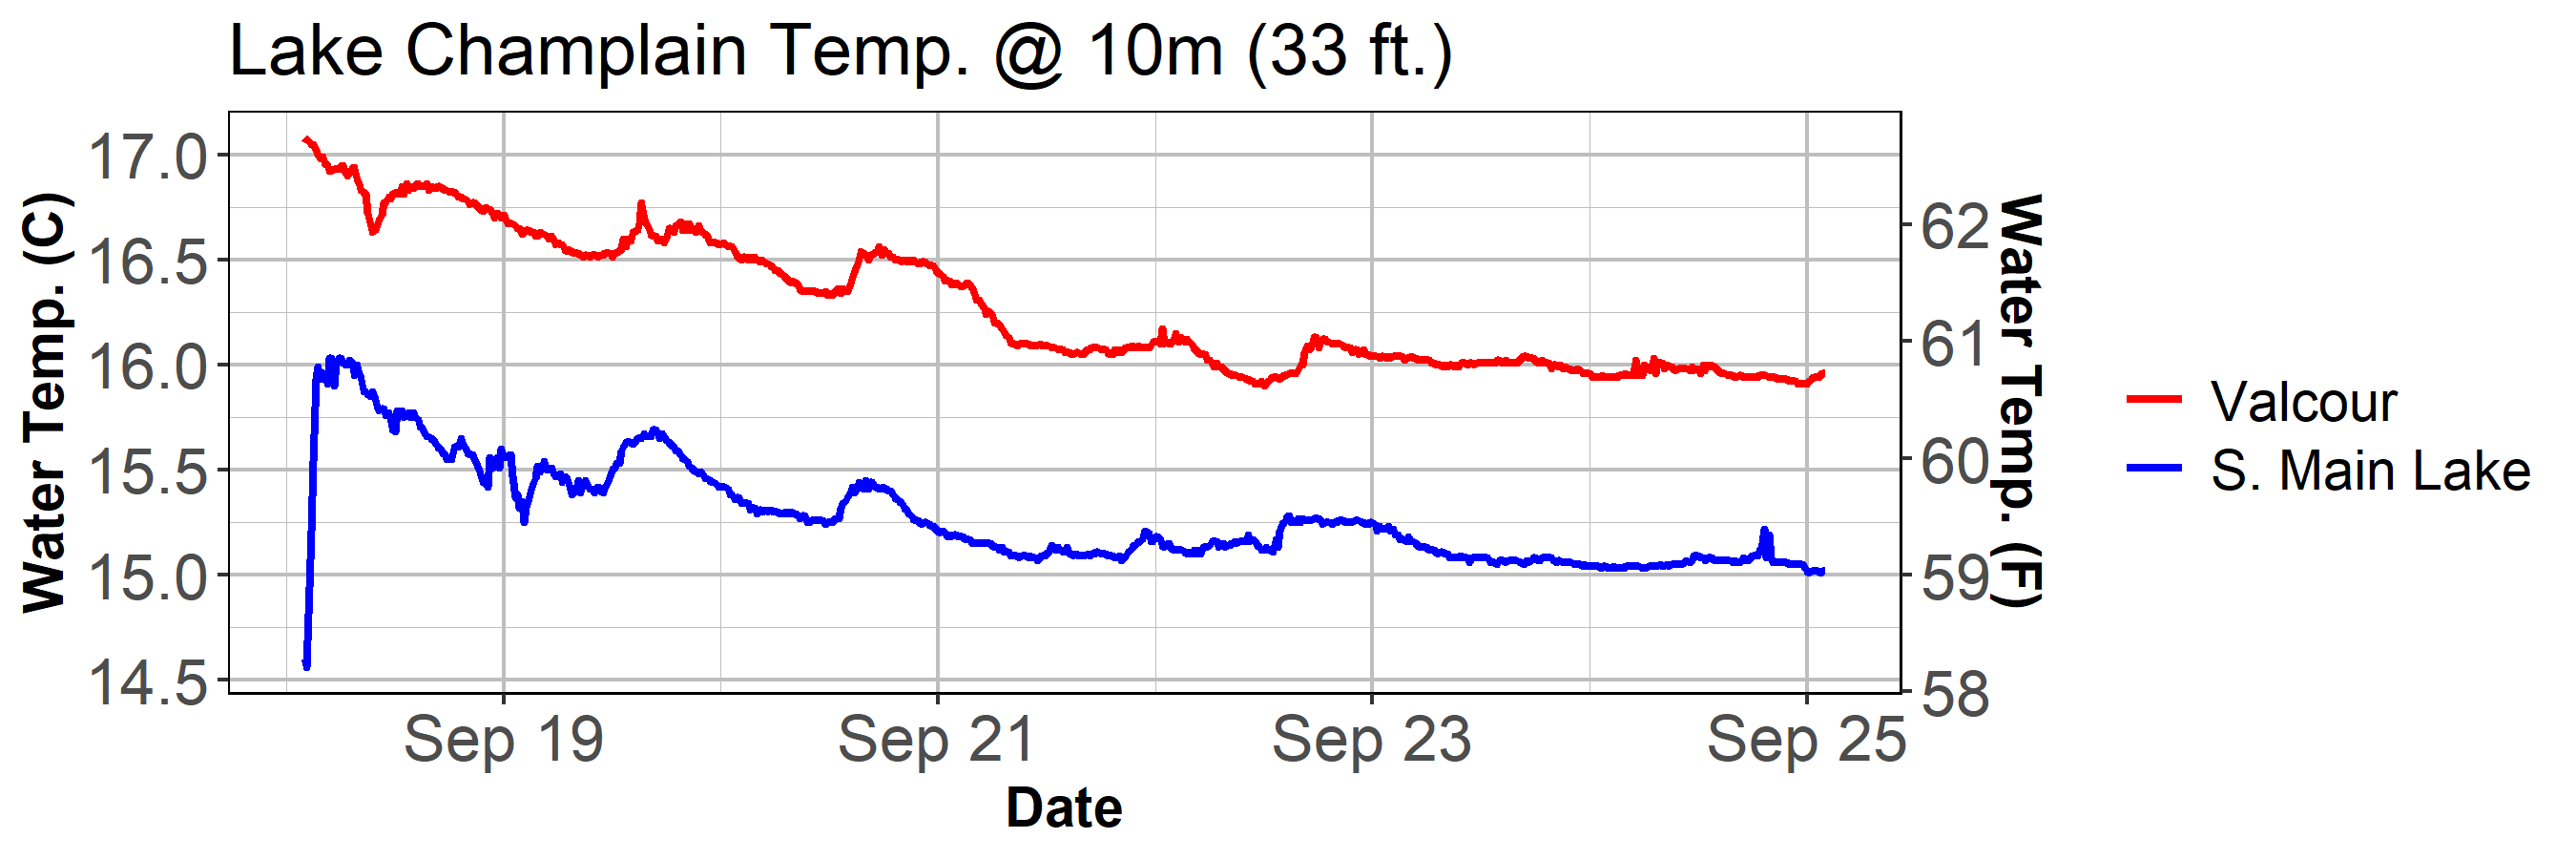 Lake Champlain Temp. @ 10m (33 ft.)
Water Temp. (C)
17.0
16.5
16.0
15.5
15.0
14.5
62
61
60
59
58
Water Temp. (F)
Sep 19 Sep 21 Sep 23 Sep 25
Date
Valcour
S. Main Lake